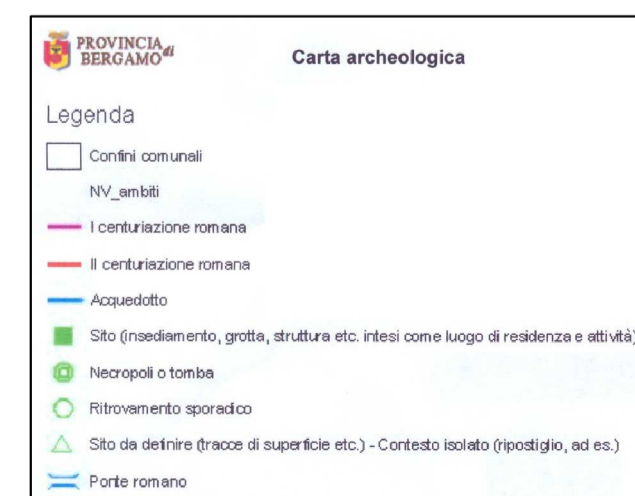 PROVINCIA di
BERGAMO
Carta archeologica
Legenda
Confini comunali
NV_ambiti
I centuriazione romana
II centuriazione romana
Acquedotto
Sito (insediamento, grotta, struttura etc. intesi come luogo di residenza e attività)
Necropoli o tomba
Ritrovamento sporadico
Sito da definire (tracce di superficie etc.) - Contesto isolato (ripostiglio, ad es.)
Ponte romano